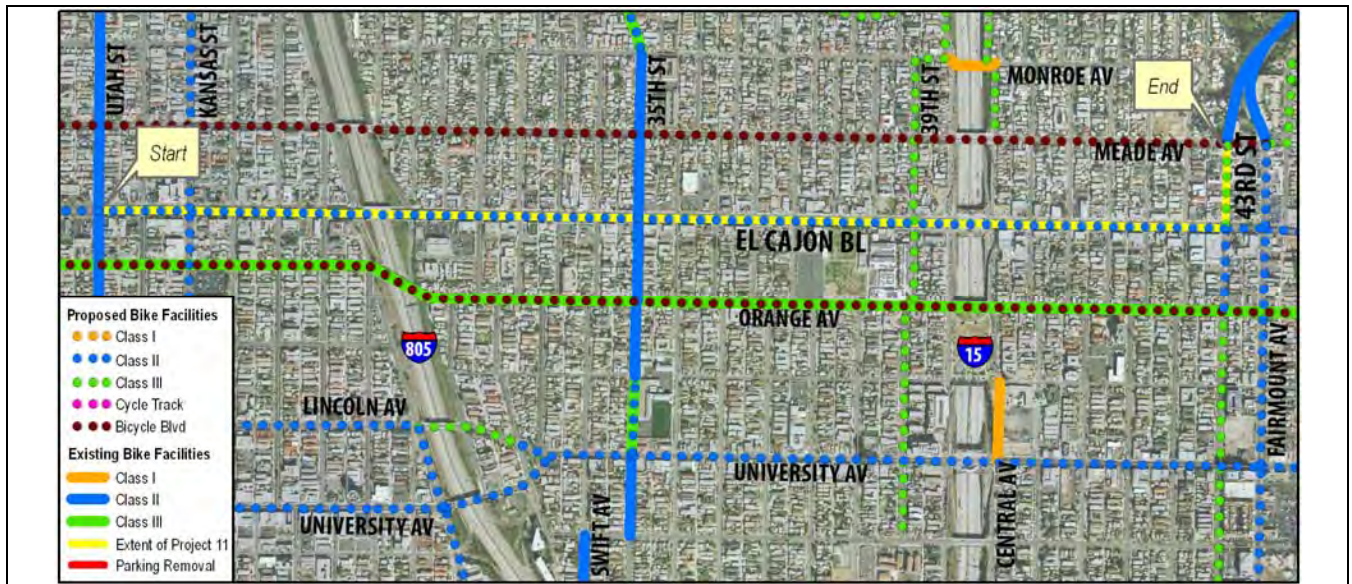 UTAH ST
KANSAS ST
35TH ST
39TH ST
MONROE AV
End
Start
MEADE AV
43RD ST
EL CAJON BL
ORANGE AV
805
15
LINCOLN AV
UNIVERSITY AV
UNIVERSITY AV
SWIFT AV
CENTRAL AV
FAIRMOUNT AV
Proposed Bike Facilities
Class I
Class II
Class III
Cycle Track
Bicycle Blvd
Existing Bike Facilities
Class I
Class II
Class III
Extent of Project 11
Parking Removal